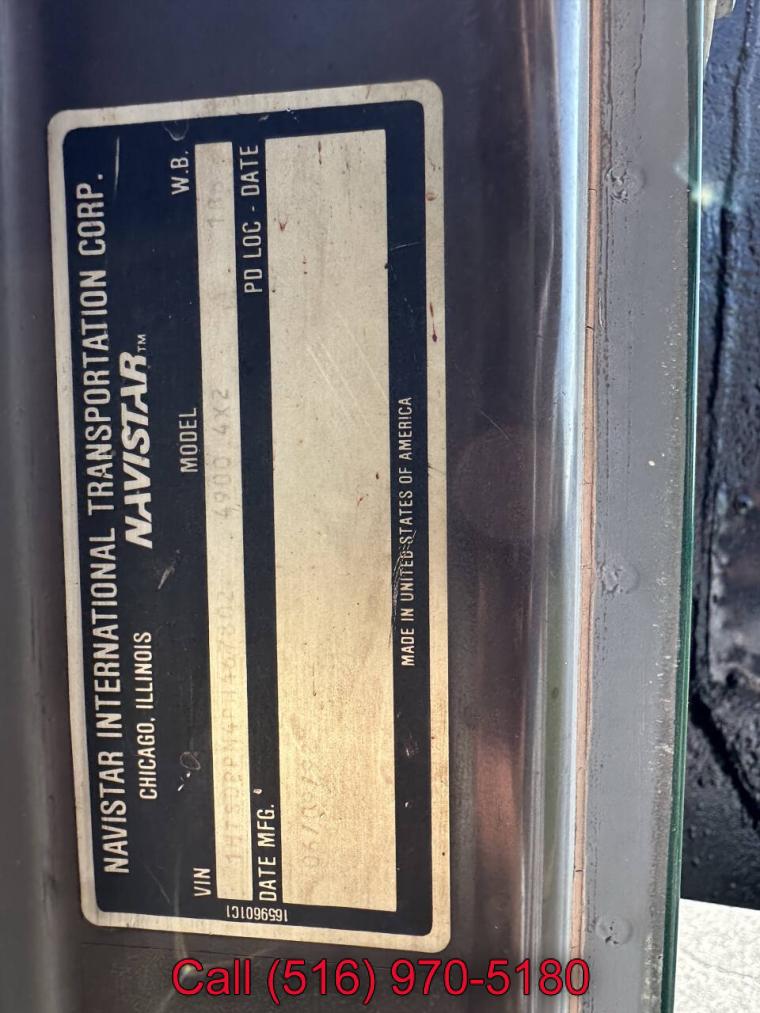 NAVISTAR INTERNATIONAL TRANSPORTATION CORP.
CHICAGO, ILLINOIS NAVISTAR™
VIN MODEL W.B.
4900 4X2
DATE MFG. PD LOC - DATE
MADE IN UNITED STATES OF AMERICA
1659601C1
Call (516) 970-5180